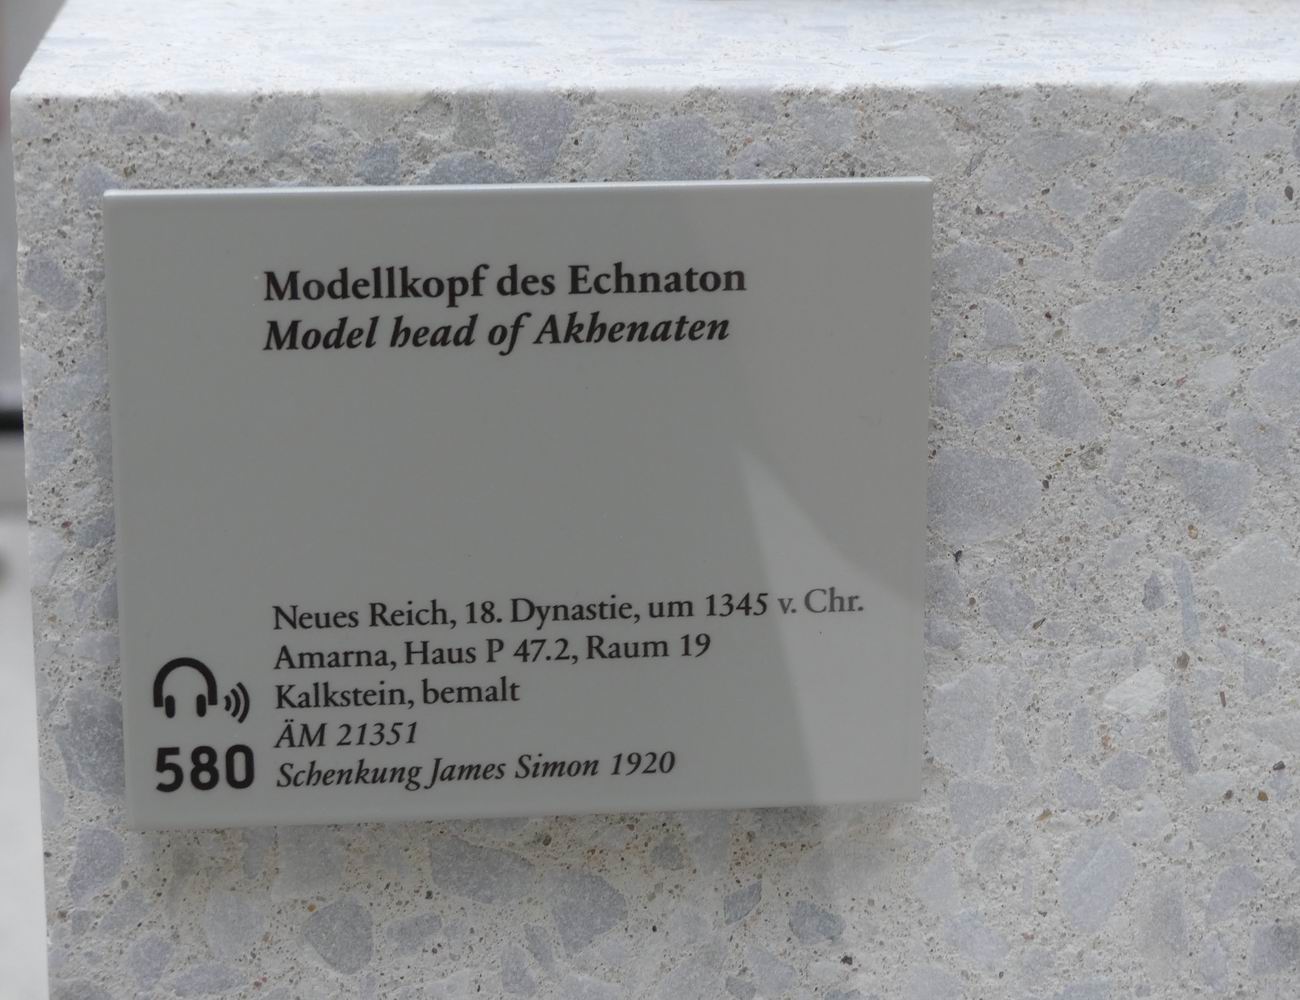 Modellkopf des Echnaton
Model head of Akhenaten
Neues Reich, 18. Dynastie, um 1345 v. Chr.
Amarna, Haus P 47.2, Raum 19
Kalkstein, bemalt
ÄM 21351
Schenkung James Simon 1920
580